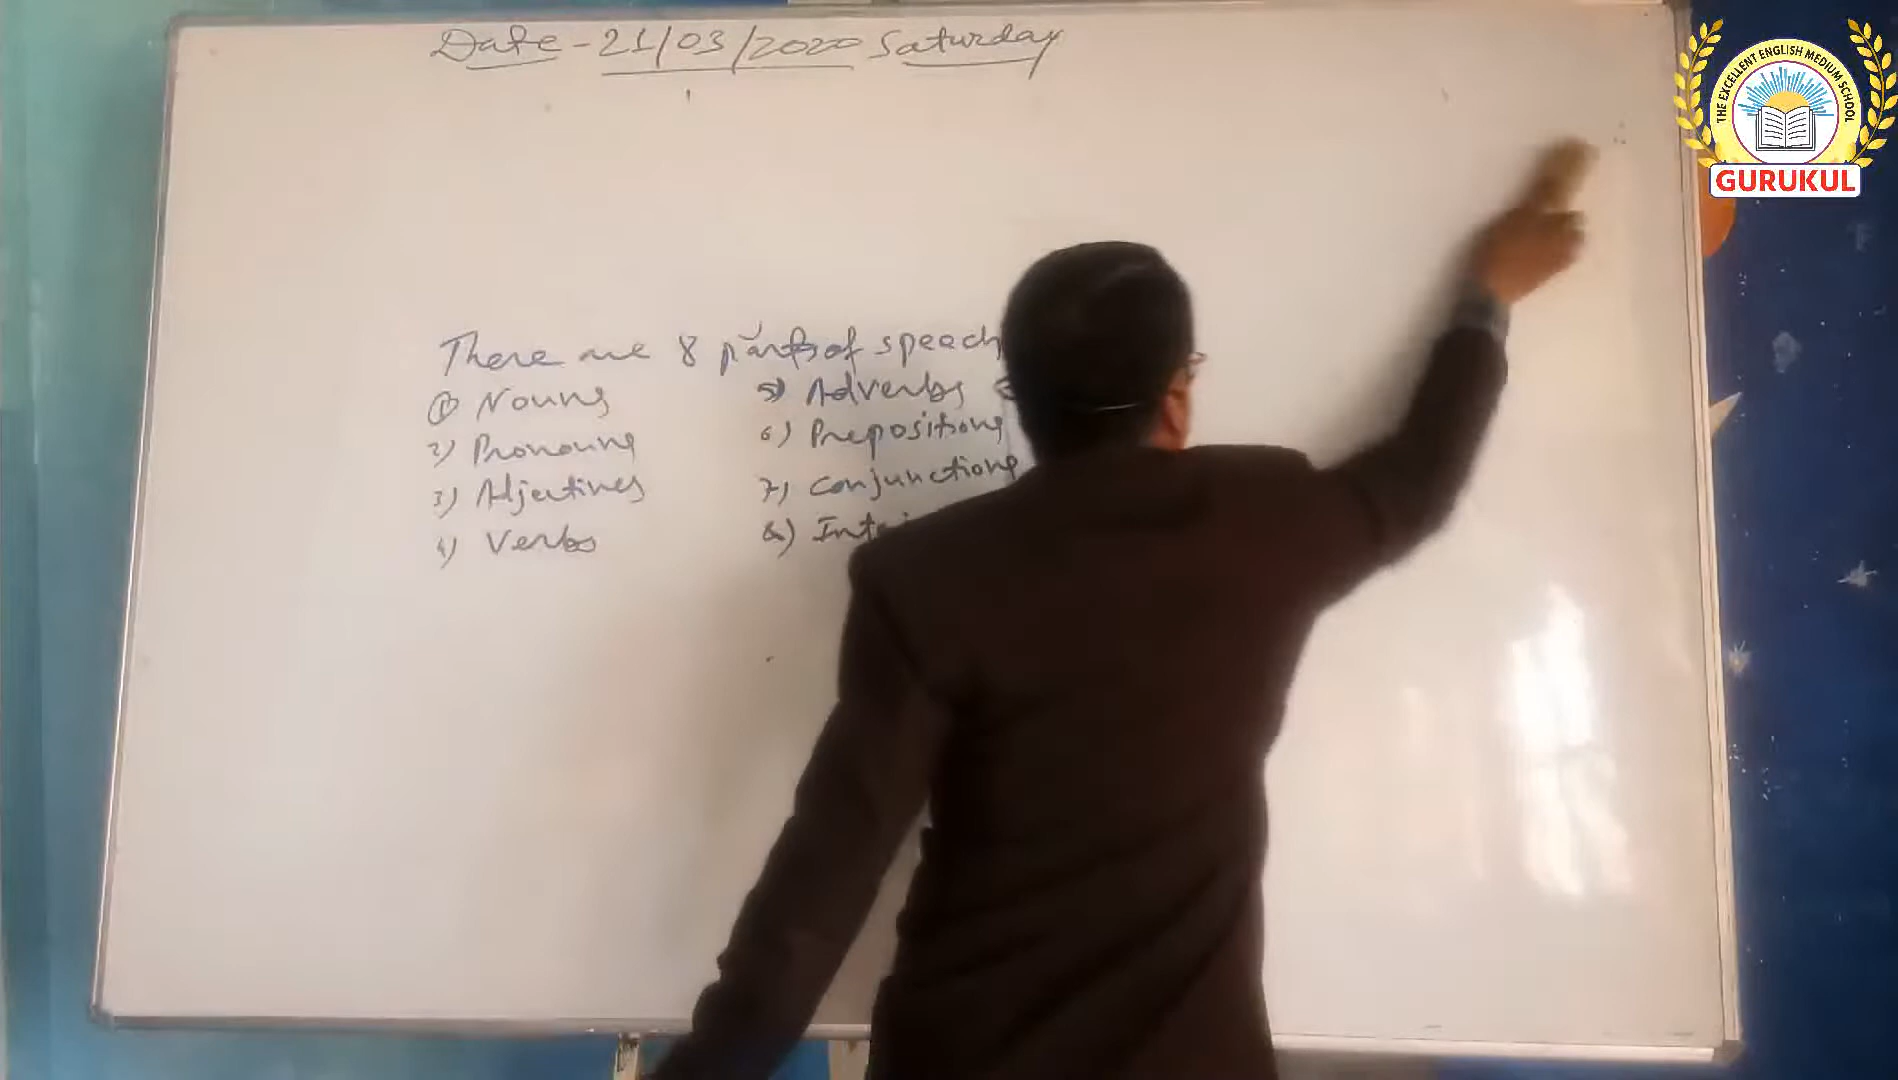 Date - 21/03/2020 Saturday
There are 8 parts of speech
1) Nouns
2) Pronouns
3) Adjectives
4) Verbs
5) Adverbs
6) Prepositions
7) Conjunctions
8)
THE EXCELLENT ENGLISH MEDIUM SCHOOL
GURUKUL